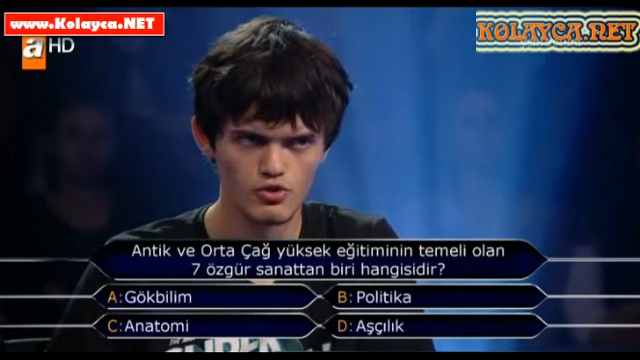 www.Kolayca.NET
KOLAYCA.NET
a HD
Antik ve Orta Çağ yüksek eğitiminin temeli olan
7 özgür sanattan biri hangisidir?
A:Gökbilim
B:Politika
C:Anatomi
D:Aşçılık